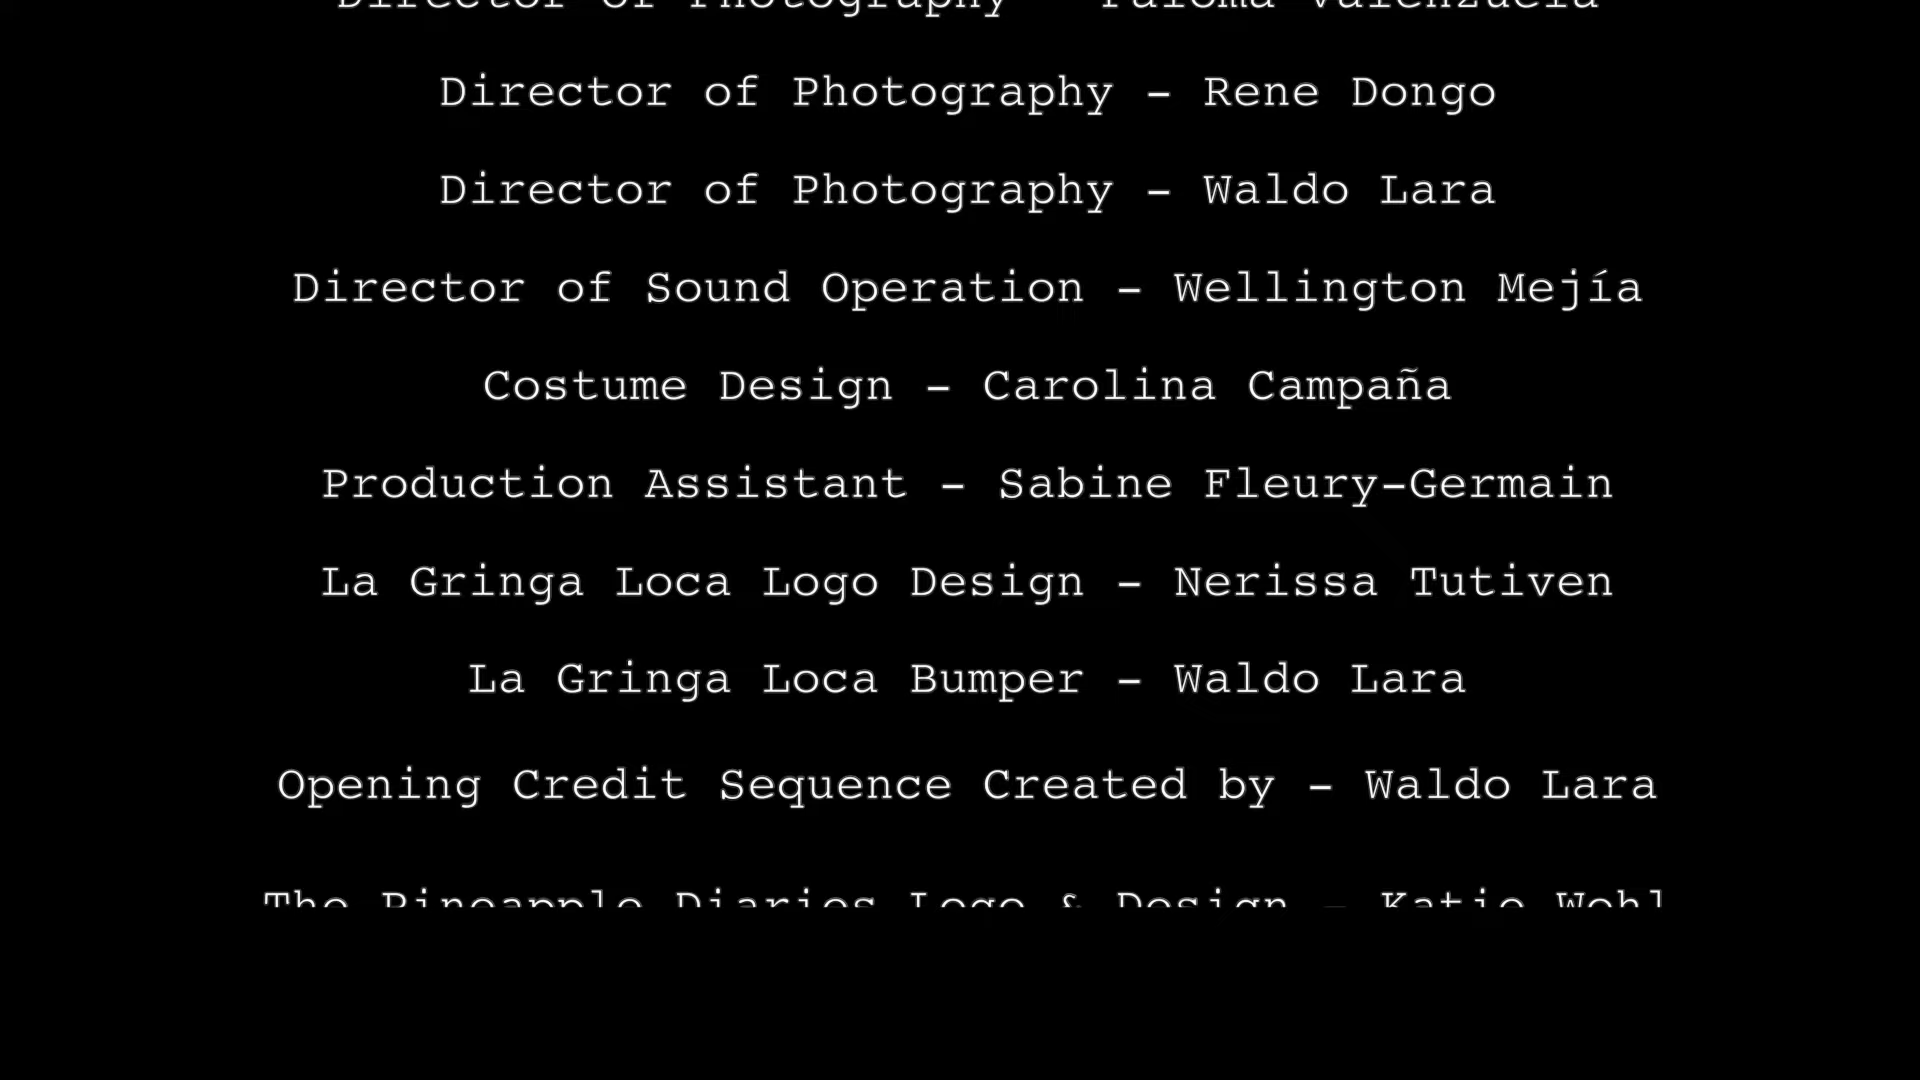 Director of Photography - Paloma Valenzuela
Director of Photography - Rene Dongo
Director of Photography - Waldo Lara
Director of Sound Operation - Wellington Mejía
Costume Design - Carolina Campaña
Production Assistant - Sabine Fleury-Germain
La Gringa Loca Logo Design - Nerissa Tutiven
La Gringa Loca Bumper - Waldo Lara
Opening Credit Sequence Created by - Waldo Lara
The Pineapple Diaries Logo & Design - Katie Wohl